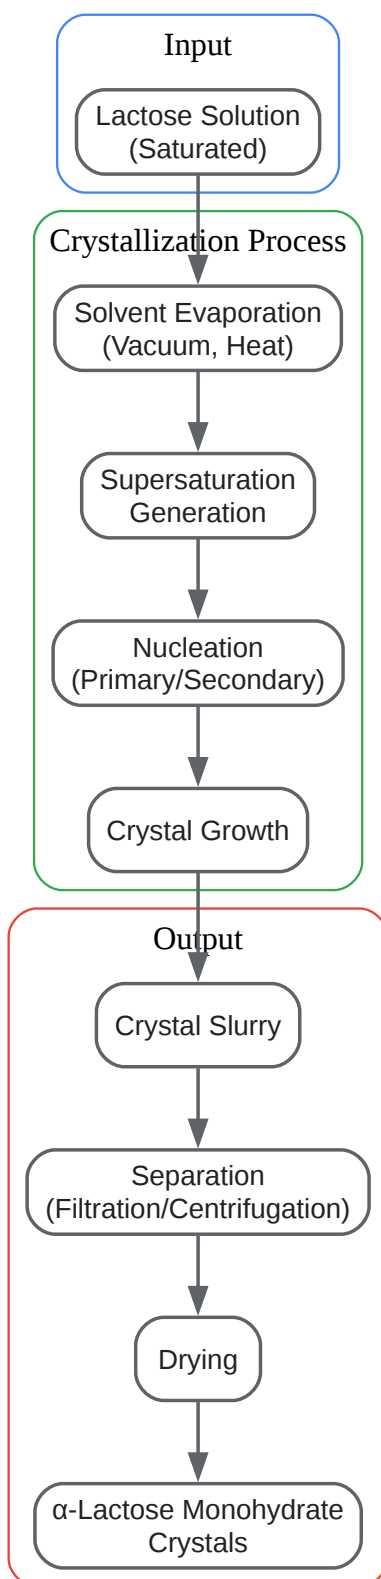 Input
Lactose Solution
(Saturated)
Crystallization Process
Solvent Evaporation
(Vacuum, Heat)
Supersaturation
Generation
Nucleation
(Primary/Secondary)
Crystal Growth
Output
Crystal Slurry
Separation
(Filtration/Centrifugation)
Drying
α-Lactose Monohydrate
Crystals